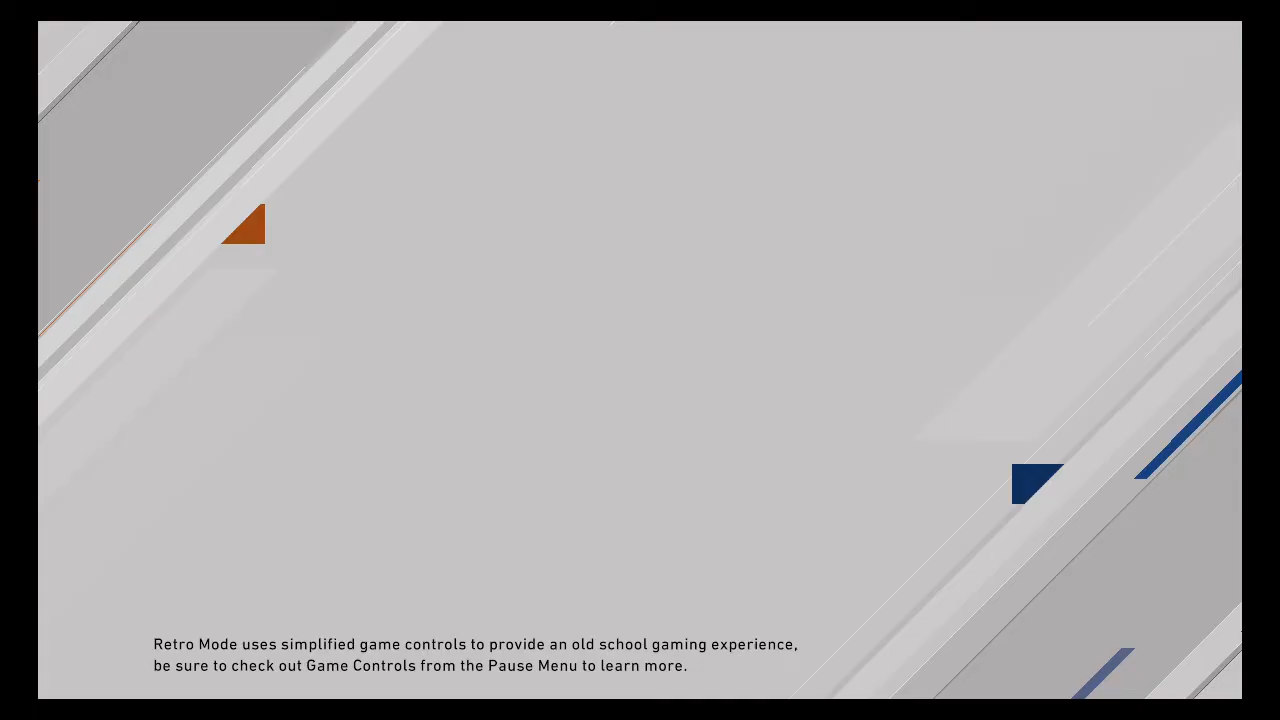 Retro Mode uses simplified game controls to provide an old school gaming experience,
be sure to check out Game Controls from the Pause Menu to learn more.